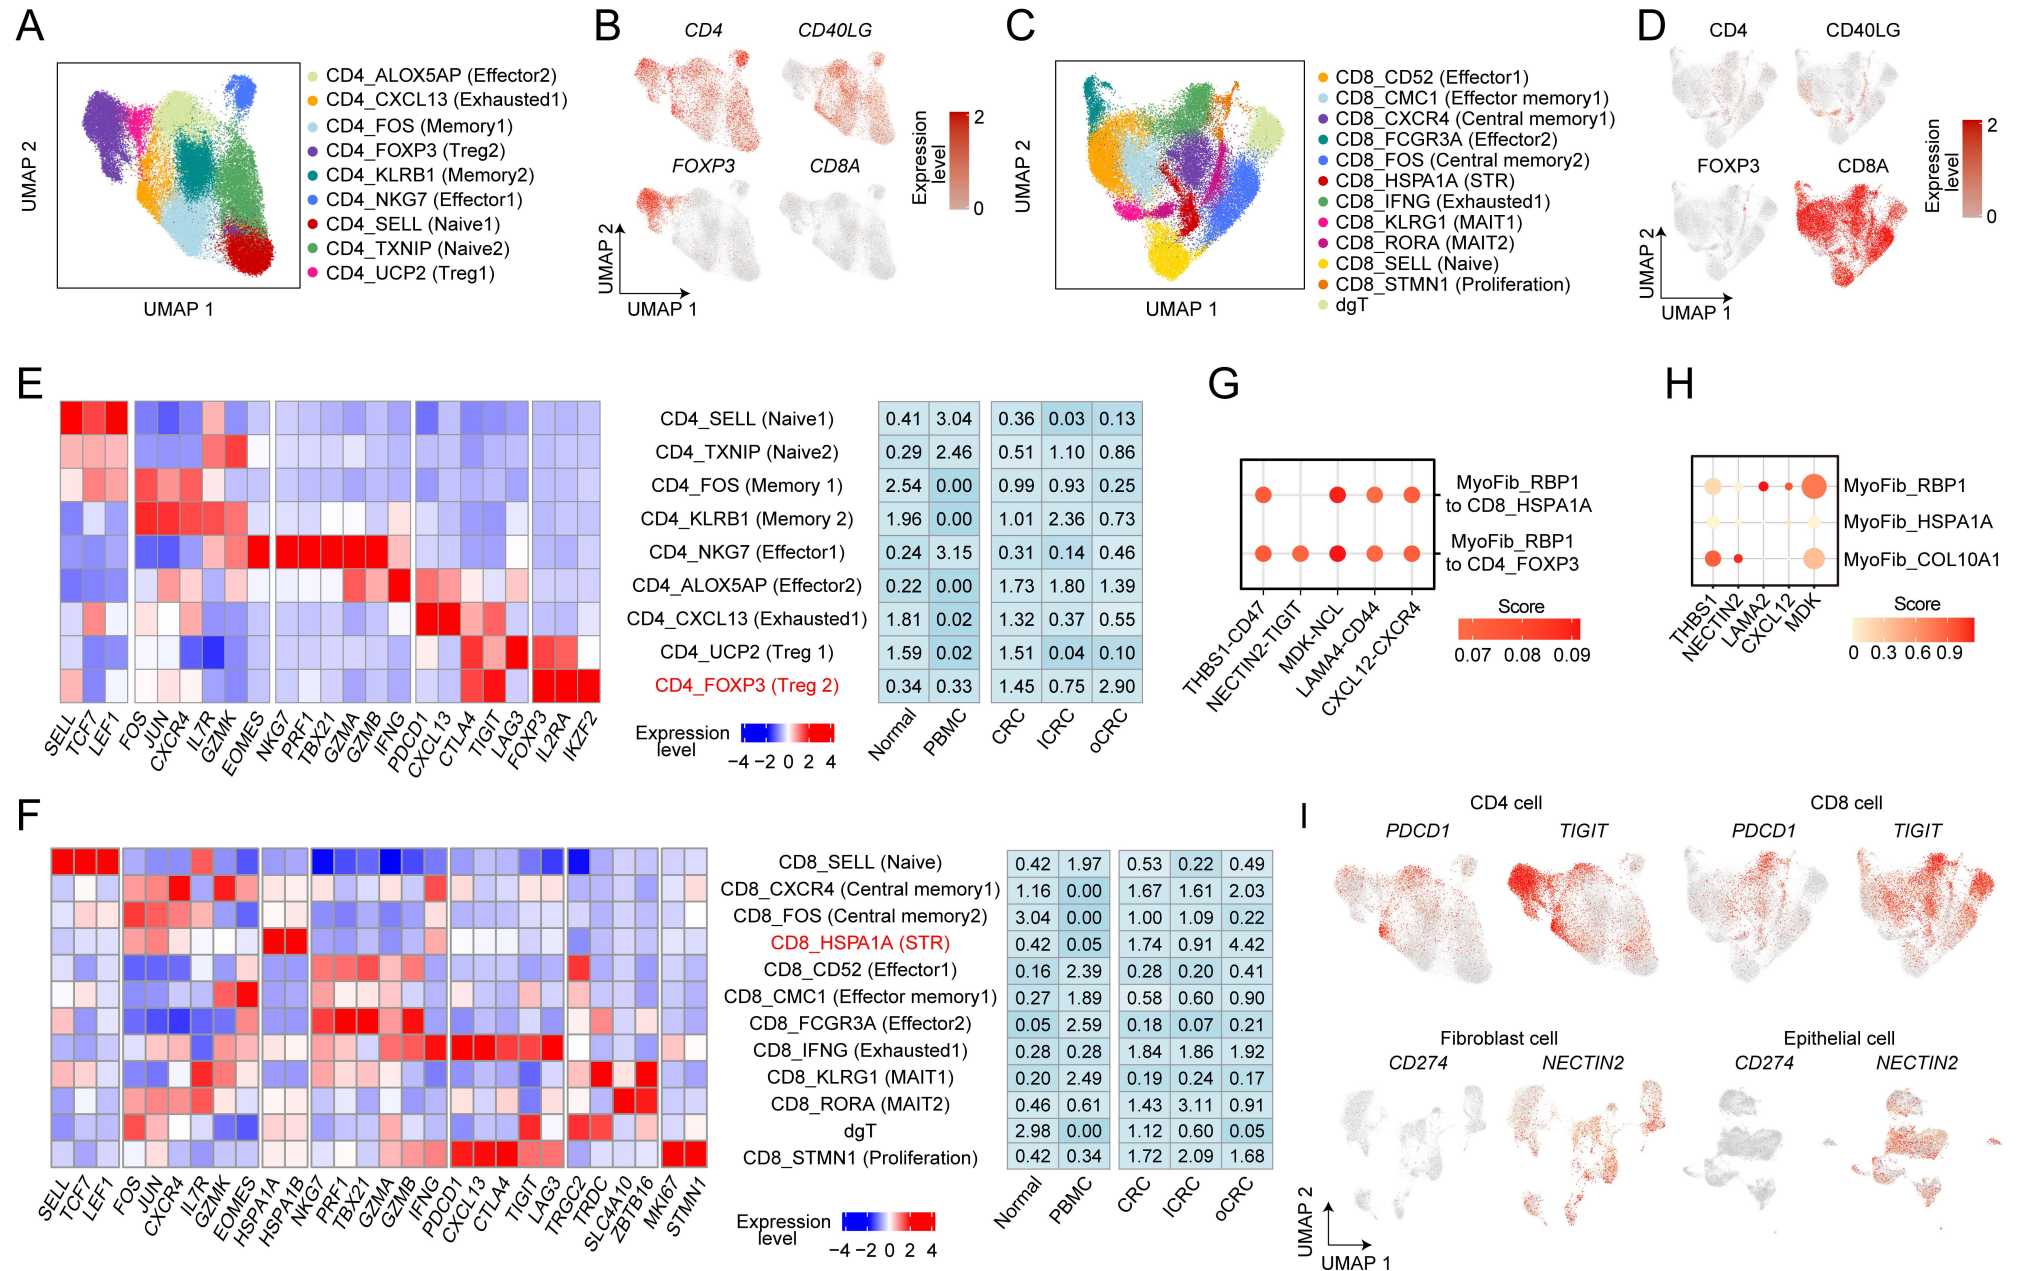 A
UMAP 2
UMAP 1
CD4_ALOX5AP (Effector2)
CD4_CXCL13 (Exhausted1)
CD4_FOS (Memory1)
CD4_FOXP3 (Treg2)
CD4_KLRB1 (Memory2)
CD4_NKG7 (Effector1)
CD4_SELL (Naive1)
CD4_TXNIP (Naive2)
CD4_UCP2 (Treg1)
B
CD4 CD40LG
FOXP3 CD8A
UMAP 2
UMAP 1
Expression
level
2
0
C
UMAP 2
UMAP 1
CD8_CD52 (Effector1)
CD8_CMC1 (Effector memory1)
CD8_CXCR4 (Central memory1)
CD8_FCGR3A (Effector2)
CD8_FOS (Central memory2)
CD8_HSPA1A (STR)
CD8_IFNG (Exhausted1)
CD8_KLRG1 (MAIT1)
CD8_RORA (MAIT2)
CD8_SELL (Naive)
CD8_STMN1 (Proliferation)
dgT
D
CD4 CD40LG
FOXP3 CD8A
UMAP 2
UMAP 1
Expression
level
2
0
E
CD4_SELL (Naive1) 0.41 3.04 0.36 0.03 0.13
CD4_TXNIP (Naive2) 0.29 2.46 0.51 1.10 0.86
CD4_FOS (Memory 1) 2.54 0.00 0.99 0.93 0.25
CD4_KLRB1 (Memory 2) 1.96 0.00 1.01 2.36 0.73
CD4_NKG7 (Effector1) 0.24 3.15 0.31 0.14 0.46
CD4_ALOX5AP (Effector2) 0.22 0.00 1.73 1.80 1.39
CD4_CXCL13 (Exhausted1) 1.81 0.02 1.32 0.37 0.55
CD4_UCP2 (Treg 1) 1.59 0.02 1.51 0.04 0.10
CD4_FOXP3 (Treg 2) 0.34 0.33 1.45 0.75 2.90
SELL TCF7 LEF1 FOS JUN CXCR4 IL7R GZMK EOMES NKG7 PRF1 TBX21 GZMA GZMB IFNG PDCD1 CXCL13 CTLA4 TIGIT LAG3 FOXP3 IL2RA IKZF2
Expression
level
−4 −2 0 2 4
Normal PBMC CRC lCRC oCRC
G
MyoFib_RBP1
to CD8_HSPA1A
MyoFib_RBP1
to CD4_FOXP3
THBS1-CD47 NECTIN2-TIGIT MDK-NCL LAMA4-CD44 CXCL12-CXCR4
Score
0.07 0.08 0.09
H
MyoFib_RBP1
MyoFib_HSPA1A
MyoFib_COL10A1
THBS1 NECTIN2 LAMA2 CXCL12 MDK
Score
0 0.3 0.6 0.9
F
CD8_SELL (Naive) 0.42 1.97 0.53 0.22 0.49
CD8_CXCR4 (Central memory1) 1.16 0.00 1.67 1.61 2.03
CD8_FOS (Central memory2) 3.04 0.00 1.00 1.09 0.22
CD8_HSPA1A (STR) 0.42 0.05 1.74 0.91 4.42
CD8_CD52 (Effector1) 0.16 2.39 0.28 0.20 0.41
CD8_CMC1 (Effector memory1) 0.27 1.89 0.58 0.60 0.90
CD8_FCGR3A (Effector2) 0.05 2.59 0.18 0.07 0.21
CD8_IFNG (Exhausted1) 0.28 0.28 1.84 1.86 1.92
CD8_KLRG1 (MAIT1) 0.20 2.49 0.19 0.24 0.17
CD8_RORA (MAIT2) 0.46 0.61 1.43 3.11 0.91
dgT 2.98 0.00 1.12 0.60 0.05
CD8_STMN1 (Proliferation) 0.42 0.34 1.72 2.09 1.68
SELL TCF7 LEF1 FOS JUN CXCR4 IL7R GZMK EOMES HSPA1A HSPA1B NKG7 PRF1 TBX21 GZMA GZMB IFNG PDCD1 CXCL13 CTLA4 TIGIT LAG3 TRGC2 TRDC SLC4A10 ZBTB16 MKI67 STMN1
Expression
level
−4 −2 0 2 4
Normal PBMC CRC lCRC oCRC
I
CD4 cell CD8 cell
PDCD1 TIGIT PDCD1 TIGIT
Fibroblast cell Epithelial cell
CD274 NECTIN2 CD274 NECTIN2
UMAP 2
UMAP 1